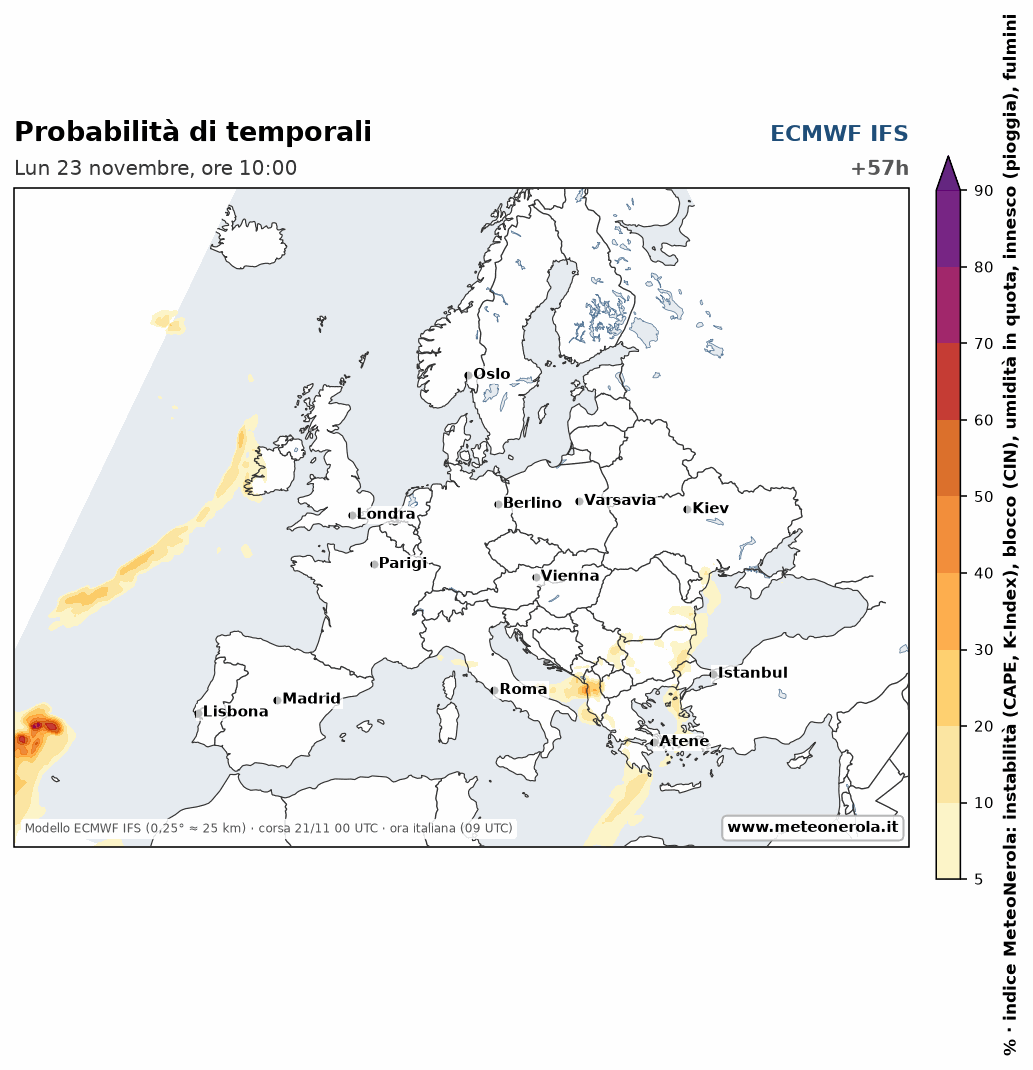 Probabilità di temporali
ECMWF IFS
Lun 23 novembre, ore 10:00
+57h
Oslo
Londra
Berlino
Varsavia
Kiev
Parigi
Vienna
Madrid
Lisbona
Roma
Istanbul
Atene
Modello ECMWF IFS (0,25° ≈ 25 km) · corsa 21/11 00 UTC · ora italiana (09 UTC)
www.meteonerola.it
90
80
70
60
50
40
30
20
10
5
% · indice MeteoNerola: instabilità (CAPE, K-Index), blocco (CIN), umidità in quota, innesco (pioggia), fulmini